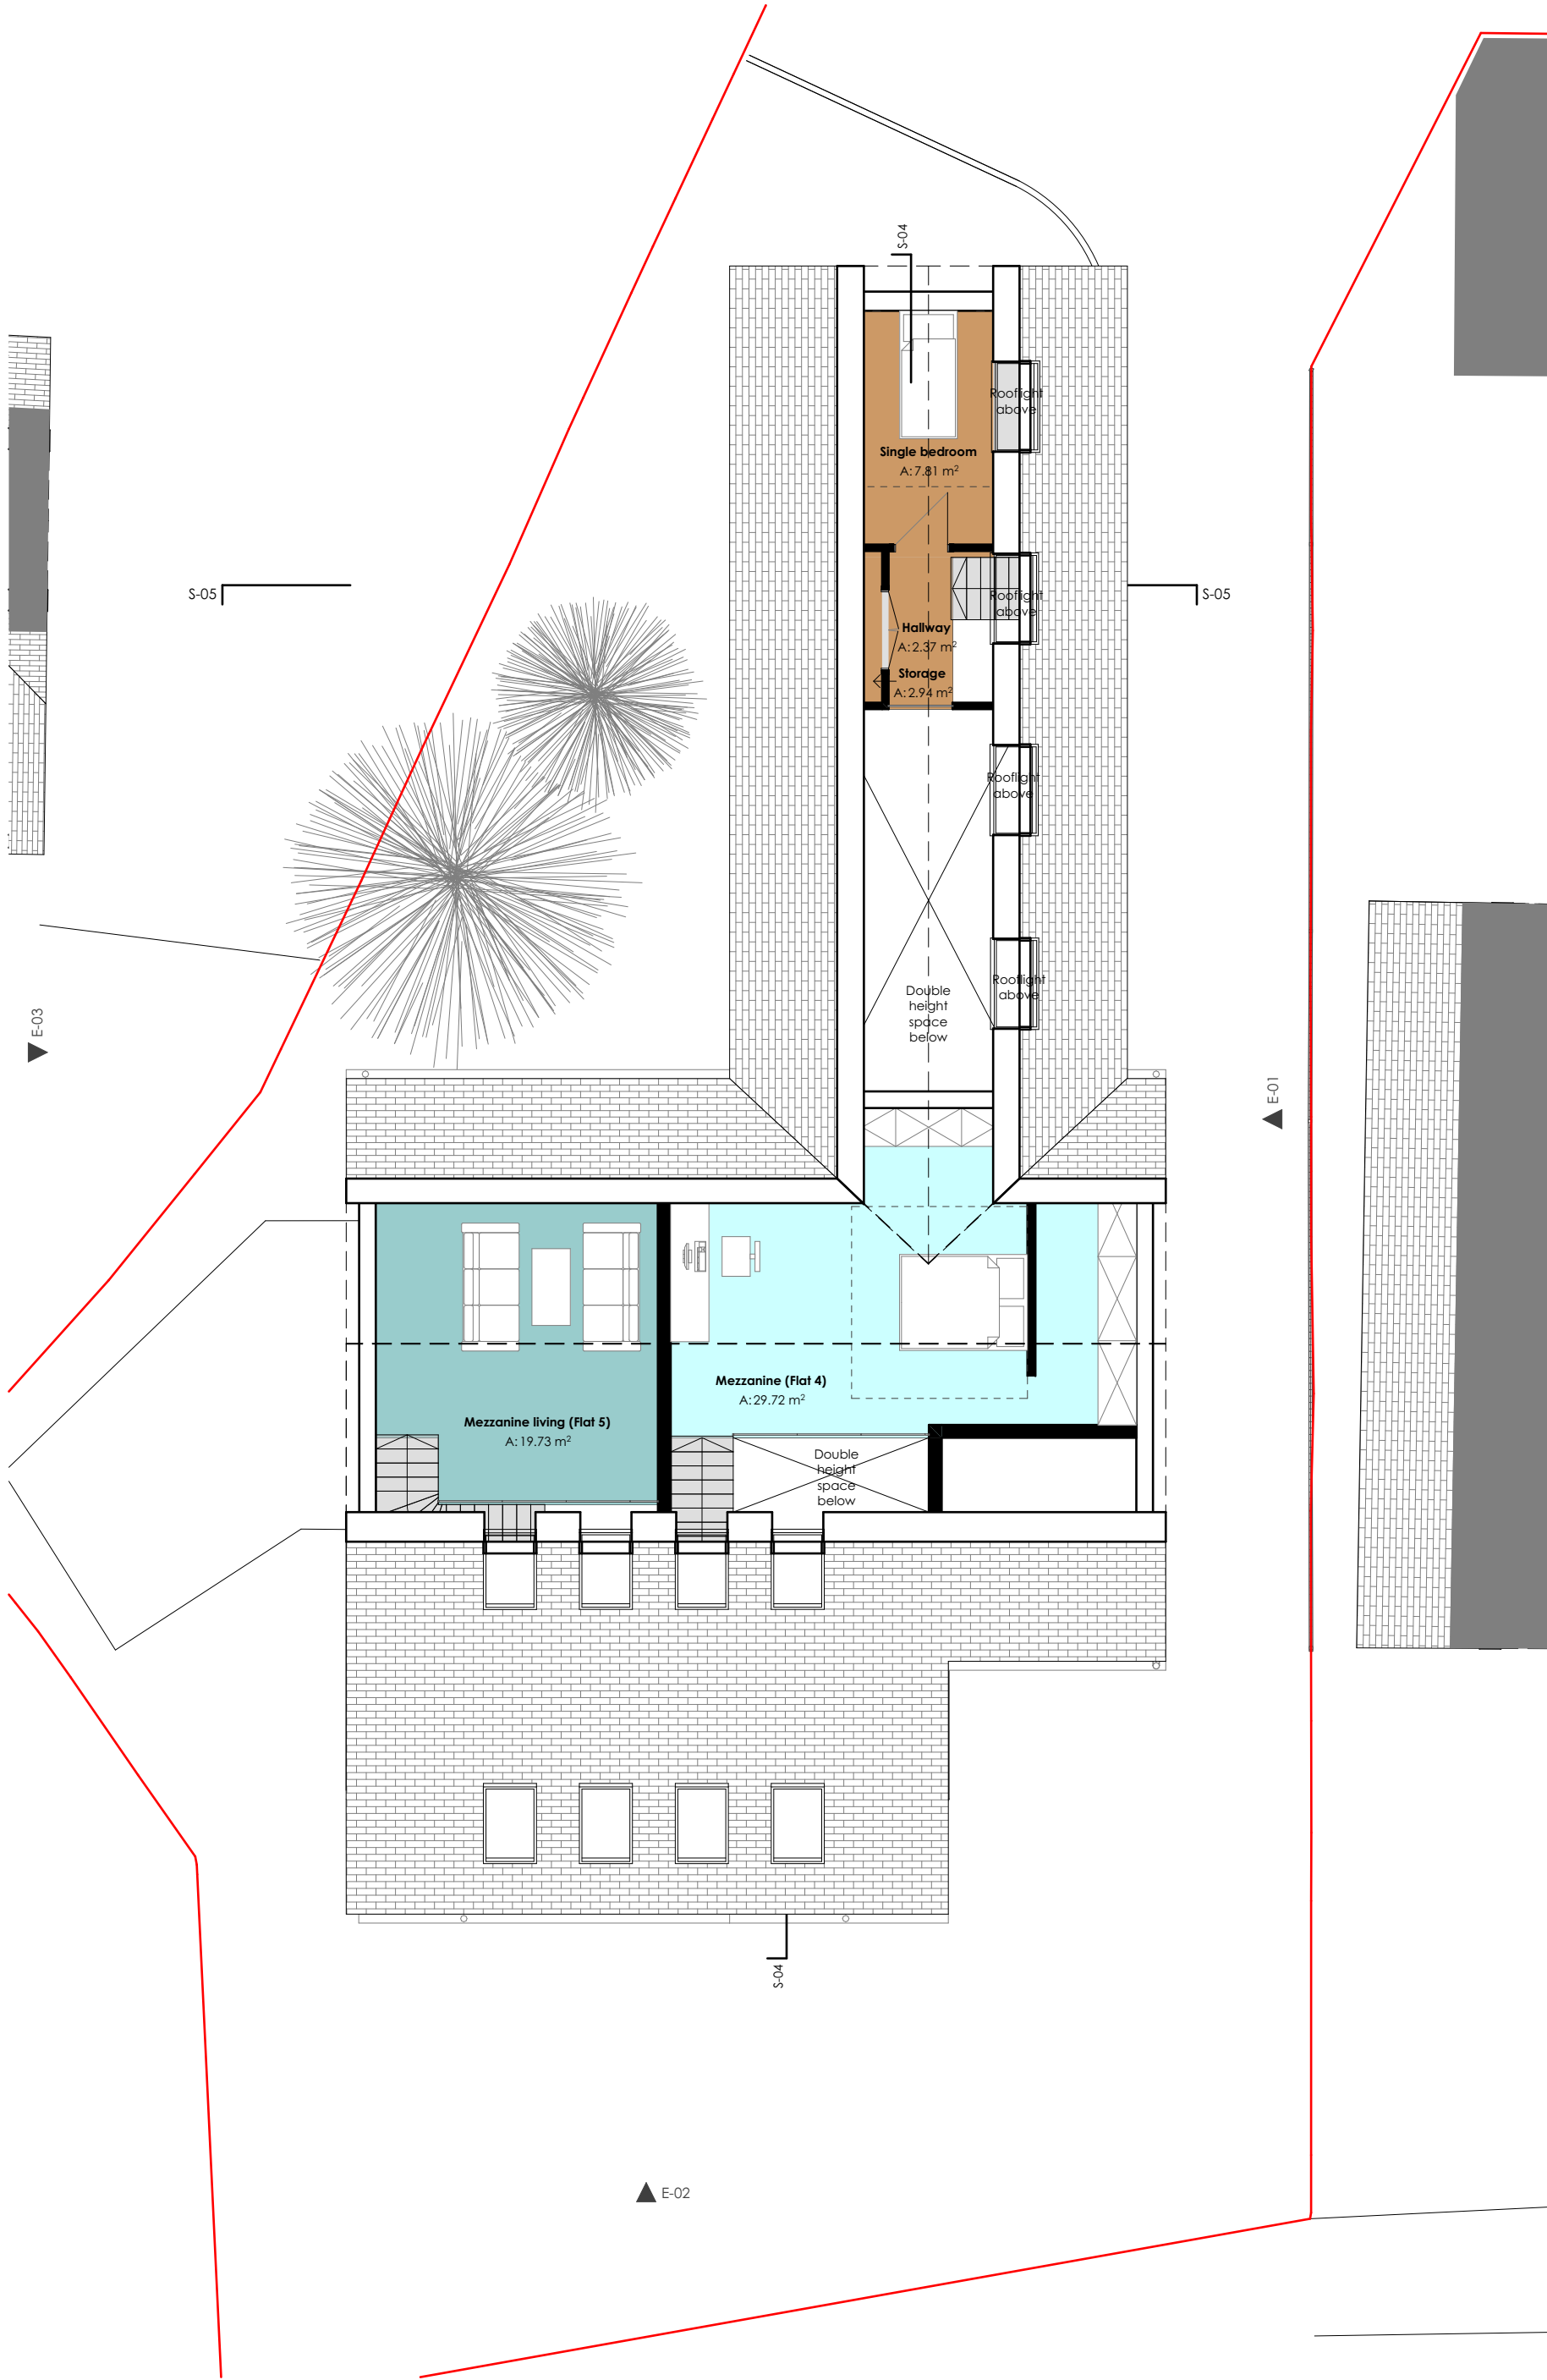 S-04
Rooflight
above
Single bedroom
A: 7.81 m²
S-05
S-05
Rooflight
above
Hallway
A: 2.37 m²
Storage
A: 2.94 m²
Rooflight
above
Rooflight
above
Double
height
space
below
E-03
E-01
Mezzanine (Flat 4)
A: 29.72 m²
Mezzanine living (Flat 5)
A: 19.73 m²
Double
height
space
below
S-04
E-02